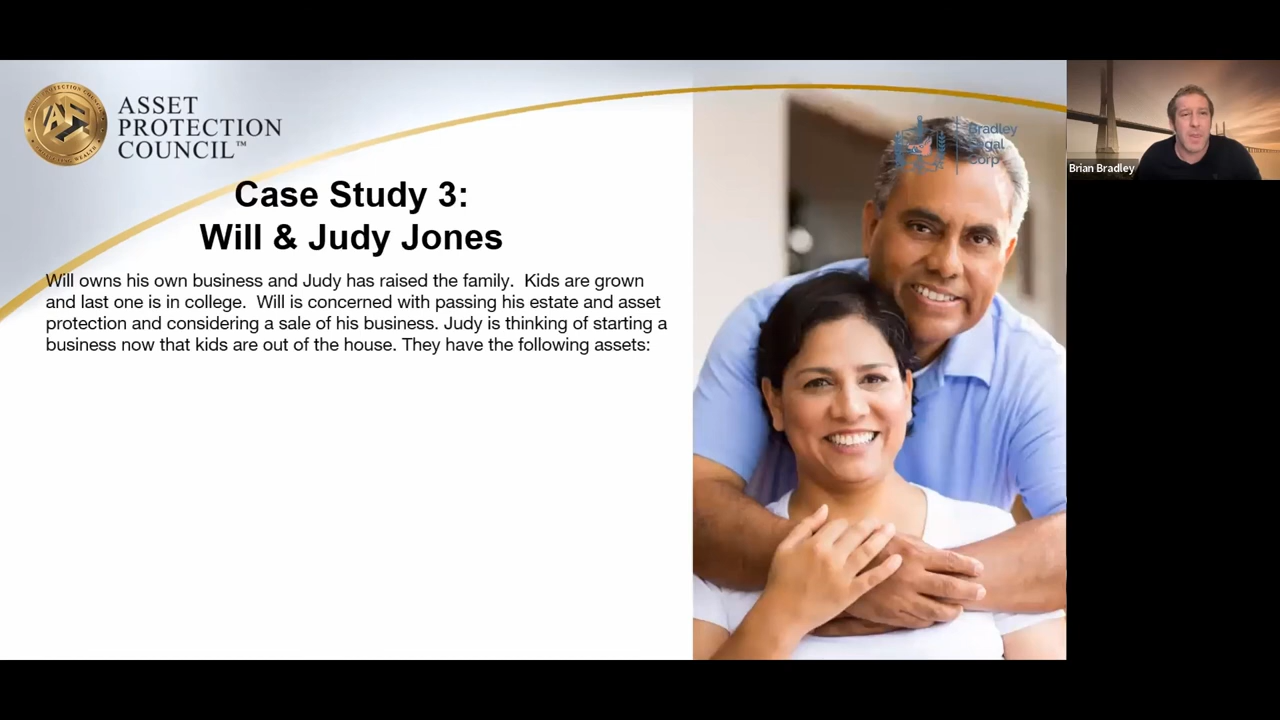 ASSET
PROTECTION
COUNCIL™
Bradley
Legal
Corp
Brian Bradley
Case Study 3:
Will & Judy Jones
Will owns his own business and Judy has raised the family.  Kids are grown
and last one is in college.  Will is concerned with passing his estate and asset
protection and considering a sale of his business. Judy is thinking of starting a
business now that kids are out of the house. They have the following assets: